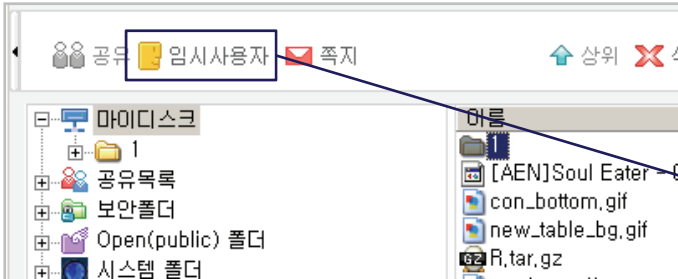 공유 임시사용자 쪽지 상위
마이디스크
1
공유목록
보안폴더
Open(public) 폴더
시스템 폴더
이름
1
[AEN]Soul Eater -
con_bottom.gif
new_table_bg.gif
R.tar.gz